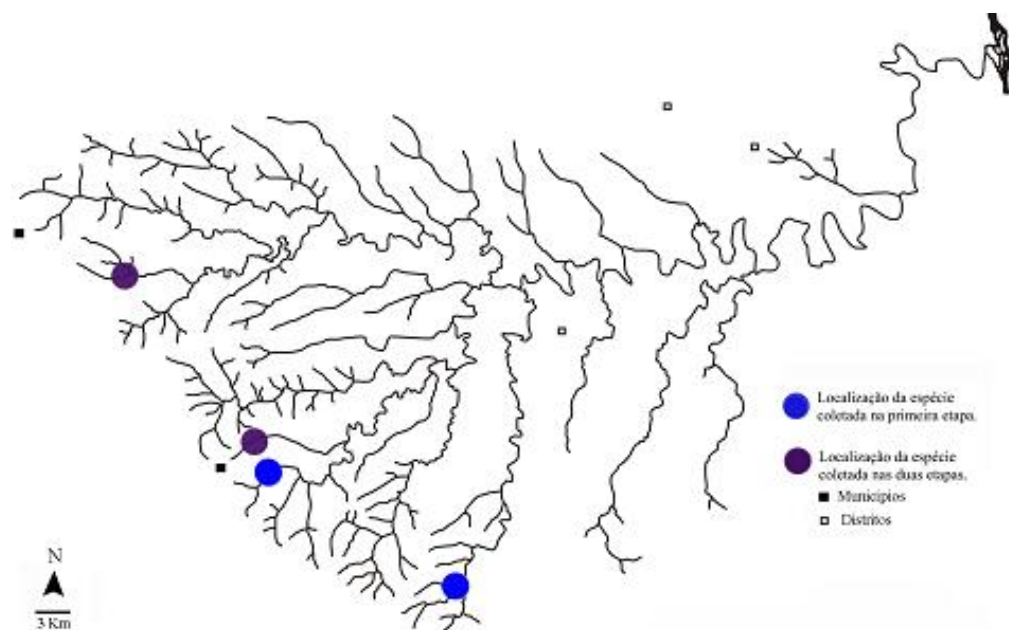 Localização da espécie
coletada na primeira etapa.
Localização da espécie
coletada nas duas etapas.
Municípios
Distritos
N
3 Km